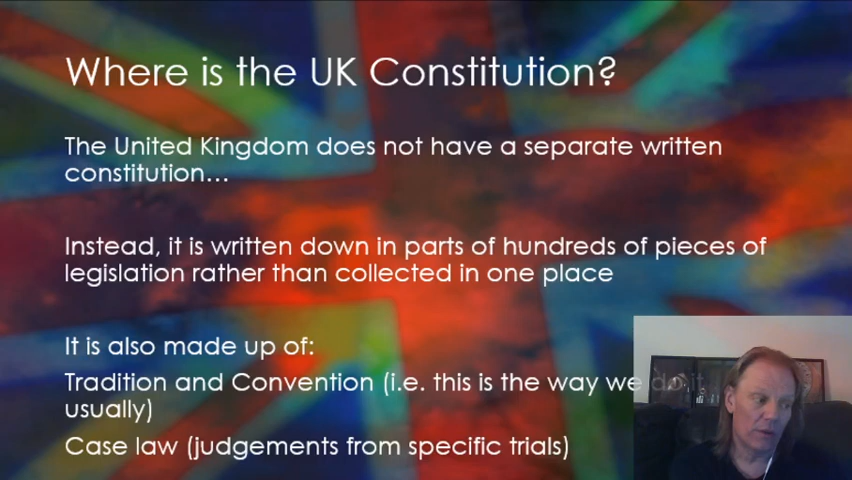 Where is the UK Constitution?
The United Kingdom does not have a separate written
constitution...
Instead, it is written down in parts of hundreds of pieces of
legislation rather than collected in one place
It is also made up of:
Tradition and Convention (i.e. this is the way we do it
usually)
Case law (judgements from specific trials)